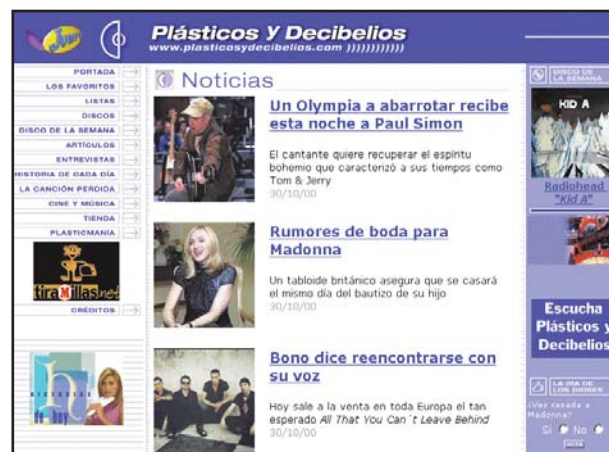 Plásticos Y Decibelios
www.plasticosydecibelios.com ))))))))))))
PORTADA
LOS FAVORITOS
LISTAS
DISCOS
DISCO DE LA SEMANA
ARTÍCULOS
ENTREVISTAS
HISTORIA DE CADA DÍA
LA CANCIÓN PERDIDA
CINE Y MÚSICA
TIENDA
PLASTICMANÍA
tiraMillas.net
CRÉDITOS
h
HISTORIAS
de hoy
Noticias
Un Olympia a abarrotar recibe
esta noche a Paul Simon
El cantante quiere recuperar el espíritu
bohemio que caracterizó a sus tiempos como
Tom & Jerry
30/10/00
Rumores de boda para
Madonna
Un tabloide británico asegura que se casará
el mismo día del bautizo de su hijo
30/10/00
Bono dice reencontrarse con
su voz
Hoy sale a la venta en toda Europa el tan
esperado All That You Can´t Leave Behind
30/10/00
DISCO DE
LA SEMANA
KID A
Radiohead
"Kid A"
Escucha
Plásticos y
Decibelios
LA IRA DE
LOS DIOSES
¿Ves casada a
Madonna?
Sí No